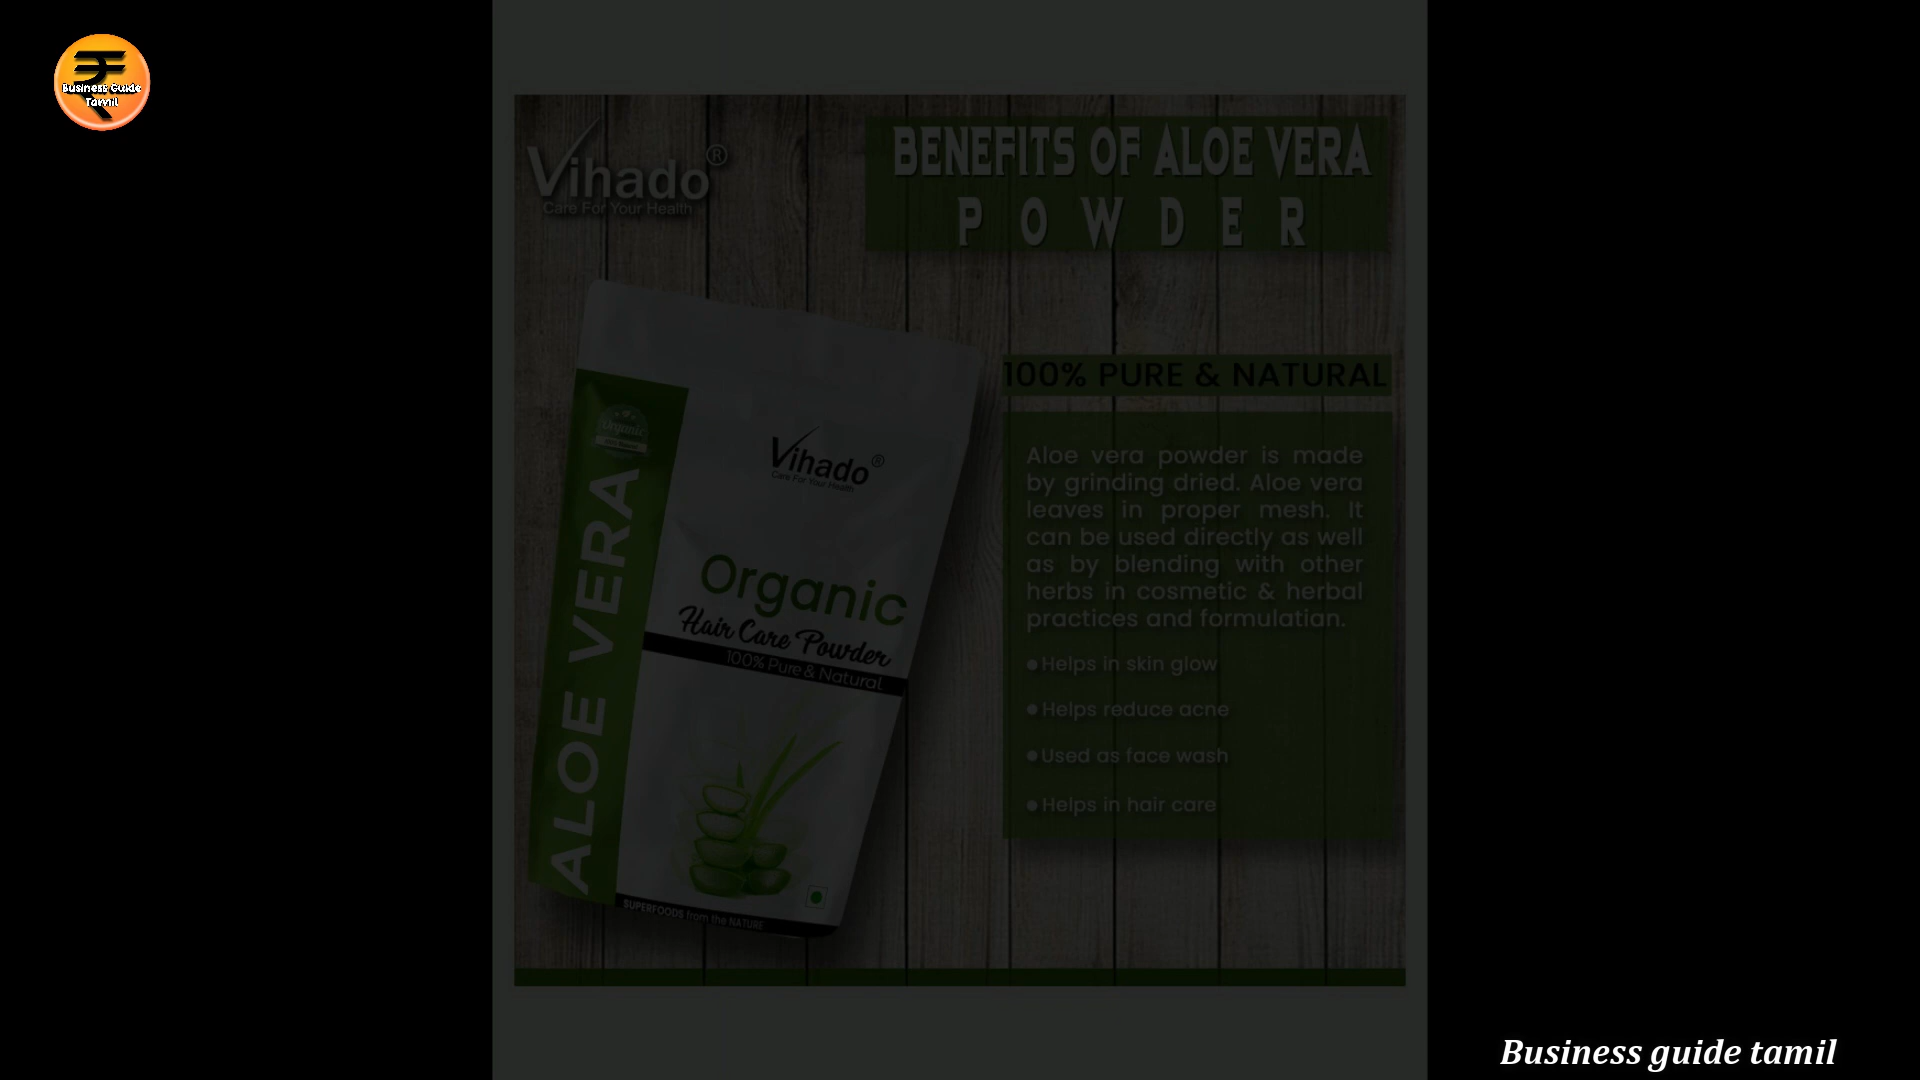 Business Guide
Tamil
Vihado®
Care For Your Health
BENEFITS OF ALOE VERA
POWDER
100% PURE & NATURAL
Aloe vera powder is made
by grinding dried. Aloe vera
leaves in proper mesh. It
can be used directly as well
as by blending with other
herbs in cosmetic & herbal
practices and formulation.
●Helps in skin glow
●Helps reduce acne
●Used as face wash
●Helps in hair care
Organic
ALOE VERA
Vihado®
Care For Your Health
Organic
Hair Care Powder
100% Pure & Natural
SUPERFOODS from the NATURE
Business guide tamil